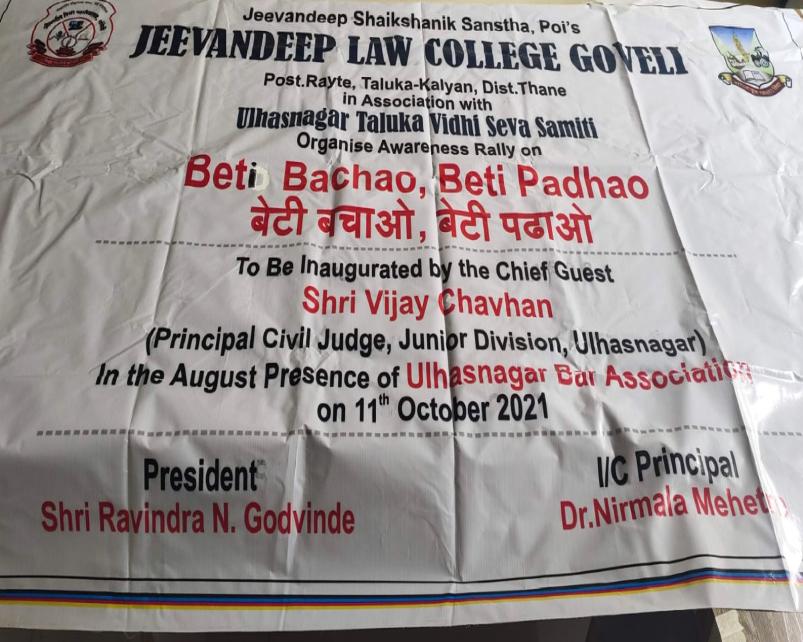 Jeevandeep Shaikshanik Sanstha, Poi's
JEEVANDEEP LAW COLLEGE GOVELI
Post.Rayte, Taluka-Kalyan, Dist.Thane
in Association with
Ulhasnagar Taluka Vidhi Seva Samiti
Organise Awareness Rally on
Beti Bachao, Beti Padhao
बेटी बचाओ, बेटी पढाओ
To Be Inaugurated by the Chief Guest
Shri Vijay Chavhan
(Principal Civil Judge, Junior Division, Ulhasnagar)
In the August Presence of Ulhasnagar Bar Association
on 11th October 2021
President
Shri Ravindra N. Godvinde
I/C Principal
Dr.Nirmala